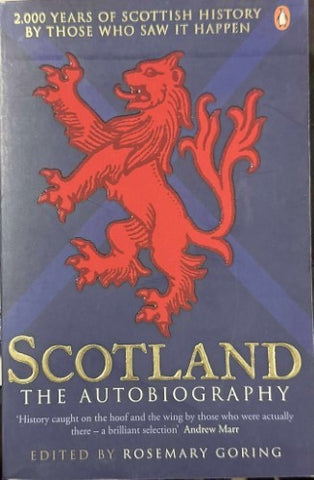 2,000 YEARS OF SCOTTISH HISTORY
BY THOSE WHO SAW IT HAPPEN
SCOTLAND
THE AUTOBIOGRAPHY
‘History caught on the hoof and the wing by those who were actually
there – a brilliant selection’ Andrew Marr
EDITED BY ROSEMARY GORING